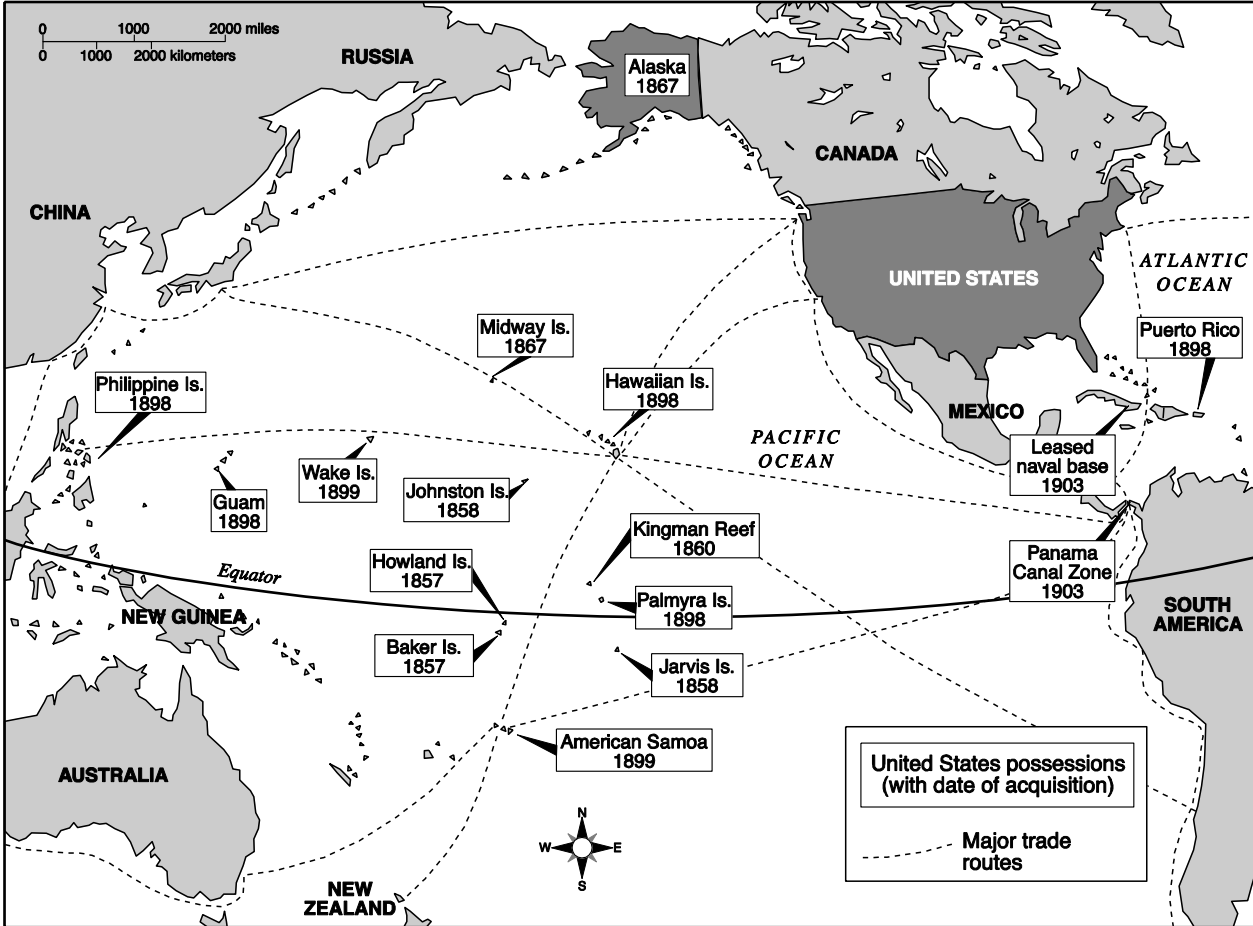 0 1000 2000 miles
0 1000 2000 kilometers
RUSSIA
Alaska
1867
CANADA
CHINA
UNITED STATES
ATLANTIC
OCEAN
Midway Is.
1867
Puerto Rico
1898
Philippine Is.
1898
Hawaiian Is.
1898
MEXICO
PACIFIC
OCEAN
Leased
naval base
1903
Wake Is.
1899
Guam
1898
Johnston Is.
1858
Kingman Reef
1860
Howland Is.
1857
Panama
Canal Zone
1903
Equator
NEW GUINEA
Palmyra Is.
1898
SOUTH
AMERICA
Baker Is.
1857
Jarvis Is.
1858
American Samoa
1899
AUSTRALIA
United States possessions
(with date of acquisition)
Major trade
routes
N
W E
S
NEW
ZEALAND